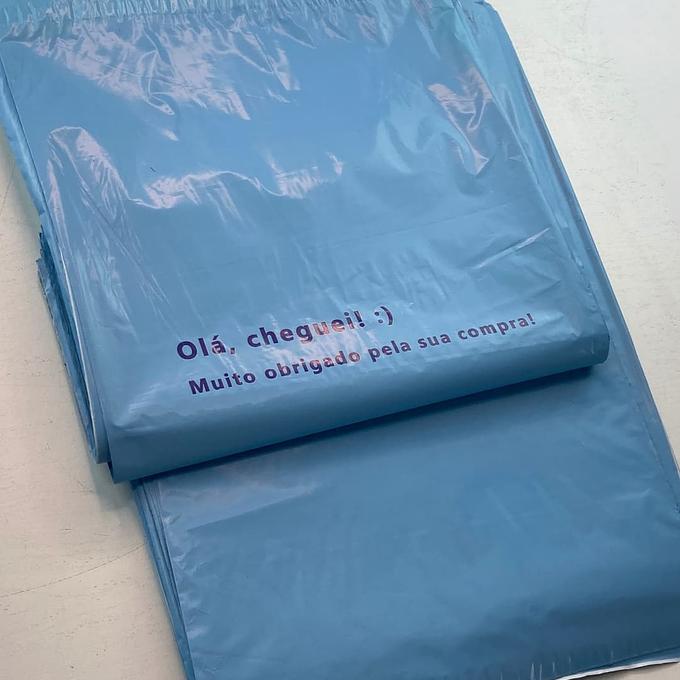 Olá, cheguei! :)
Muito obrigado pela sua compra!